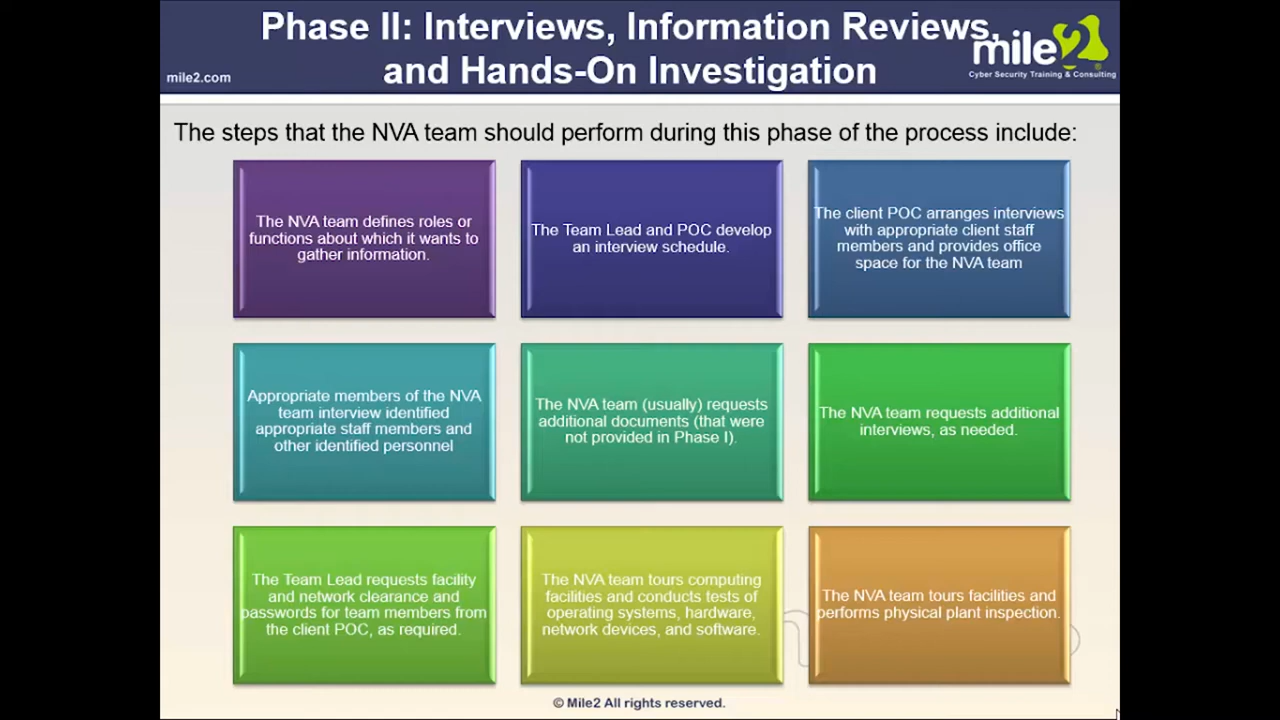 Phase II: Interviews, Information Reviews,
and Hands-On Investigation
mile2
Cyber Security Training & Consulting
mile2.com
The steps that the NVA team should perform during this phase of the process include:
The NVA team defines roles or
functions about which it wants to
gather information.
The Team Lead and POC develop
an interview schedule.
The client POC arranges interviews
with appropriate client staff
members and provides office
space for the NVA team
Appropriate members of the NVA
team interview identified
appropriate staff members and
other identified personnel
The NVA team (usually) requests
additional documents (that were
not provided in Phase I).
The NVA team requests additional
interviews, as needed.
The Team Lead requests facility
and network clearance and
passwords for team members from
the client POC, as required.
The NVA team tours computing
facilities and conducts tests of
operating systems, hardware,
network devices, and software.
The NVA team tours facilities and
performs physical plant inspection.
© Mile2 All rights reserved.